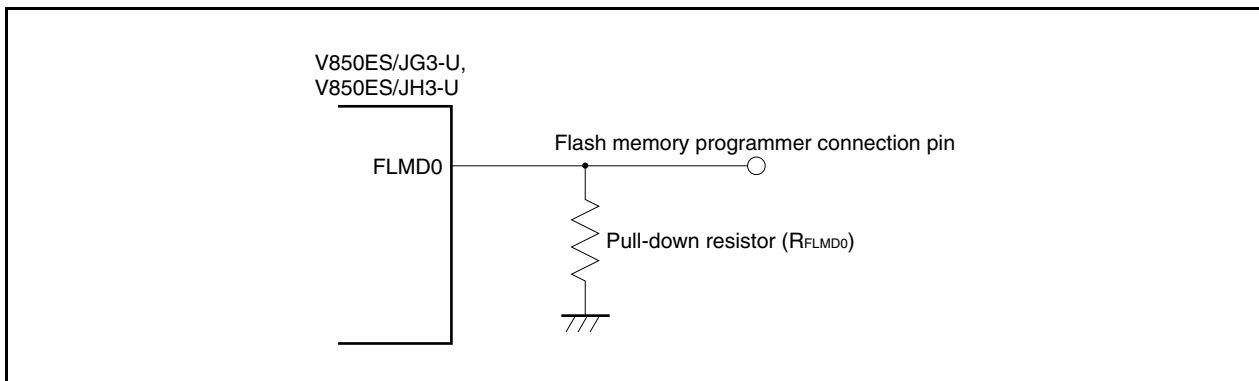 V850ES/JG3-U,
V850ES/JH3-U
Flash memory programmer connection pin
FLMD0
Pull-down resistor (RFLMD0)